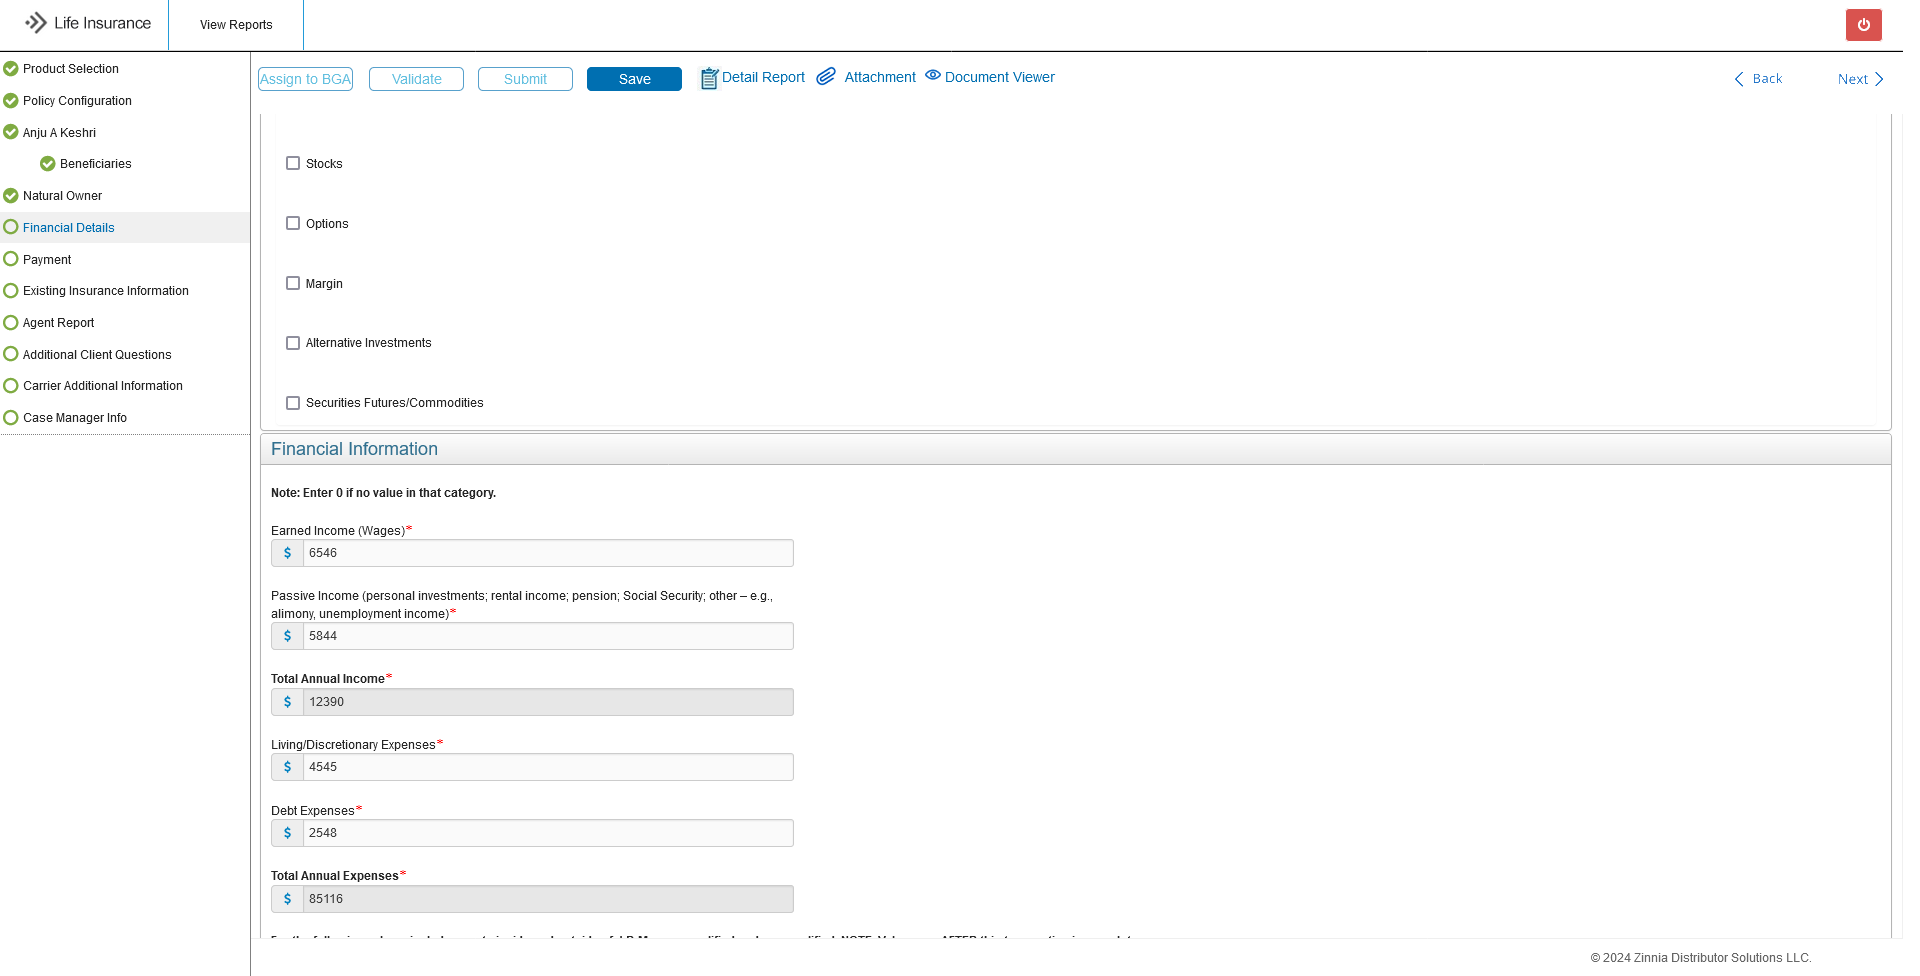 Life Insurance
View Reports
Product Selection
Policy Configuration
Anju A Keshri
Beneficiaries
Natural Owner
Financial Details
Payment
Existing Insurance Information
Agent Report
Additional Client Questions
Carrier Additional Information
Case Manager Info
Assign to BGA
Validate
Submit
Save
Detail Report
Attachment
Document Viewer
Back
Next
Stocks
Options
Margin
Alternative Investments
Securities Futures/Commodities
Financial Information
Note: Enter 0 if no value in that category.
Earned Income (Wages)*
$ 6546
Passive Income (personal investments; rental income; pension; Social Security; other – e.g.,
alimony, unemployment income)*
$ 5844
Total Annual Income*
$ 12390
Living/Discretionary Expenses*
$ 4545
Debt Expenses*
$ 2548
Total Annual Expenses*
$ 85116
© 2024 Zinnia Distributor Solutions LLC.